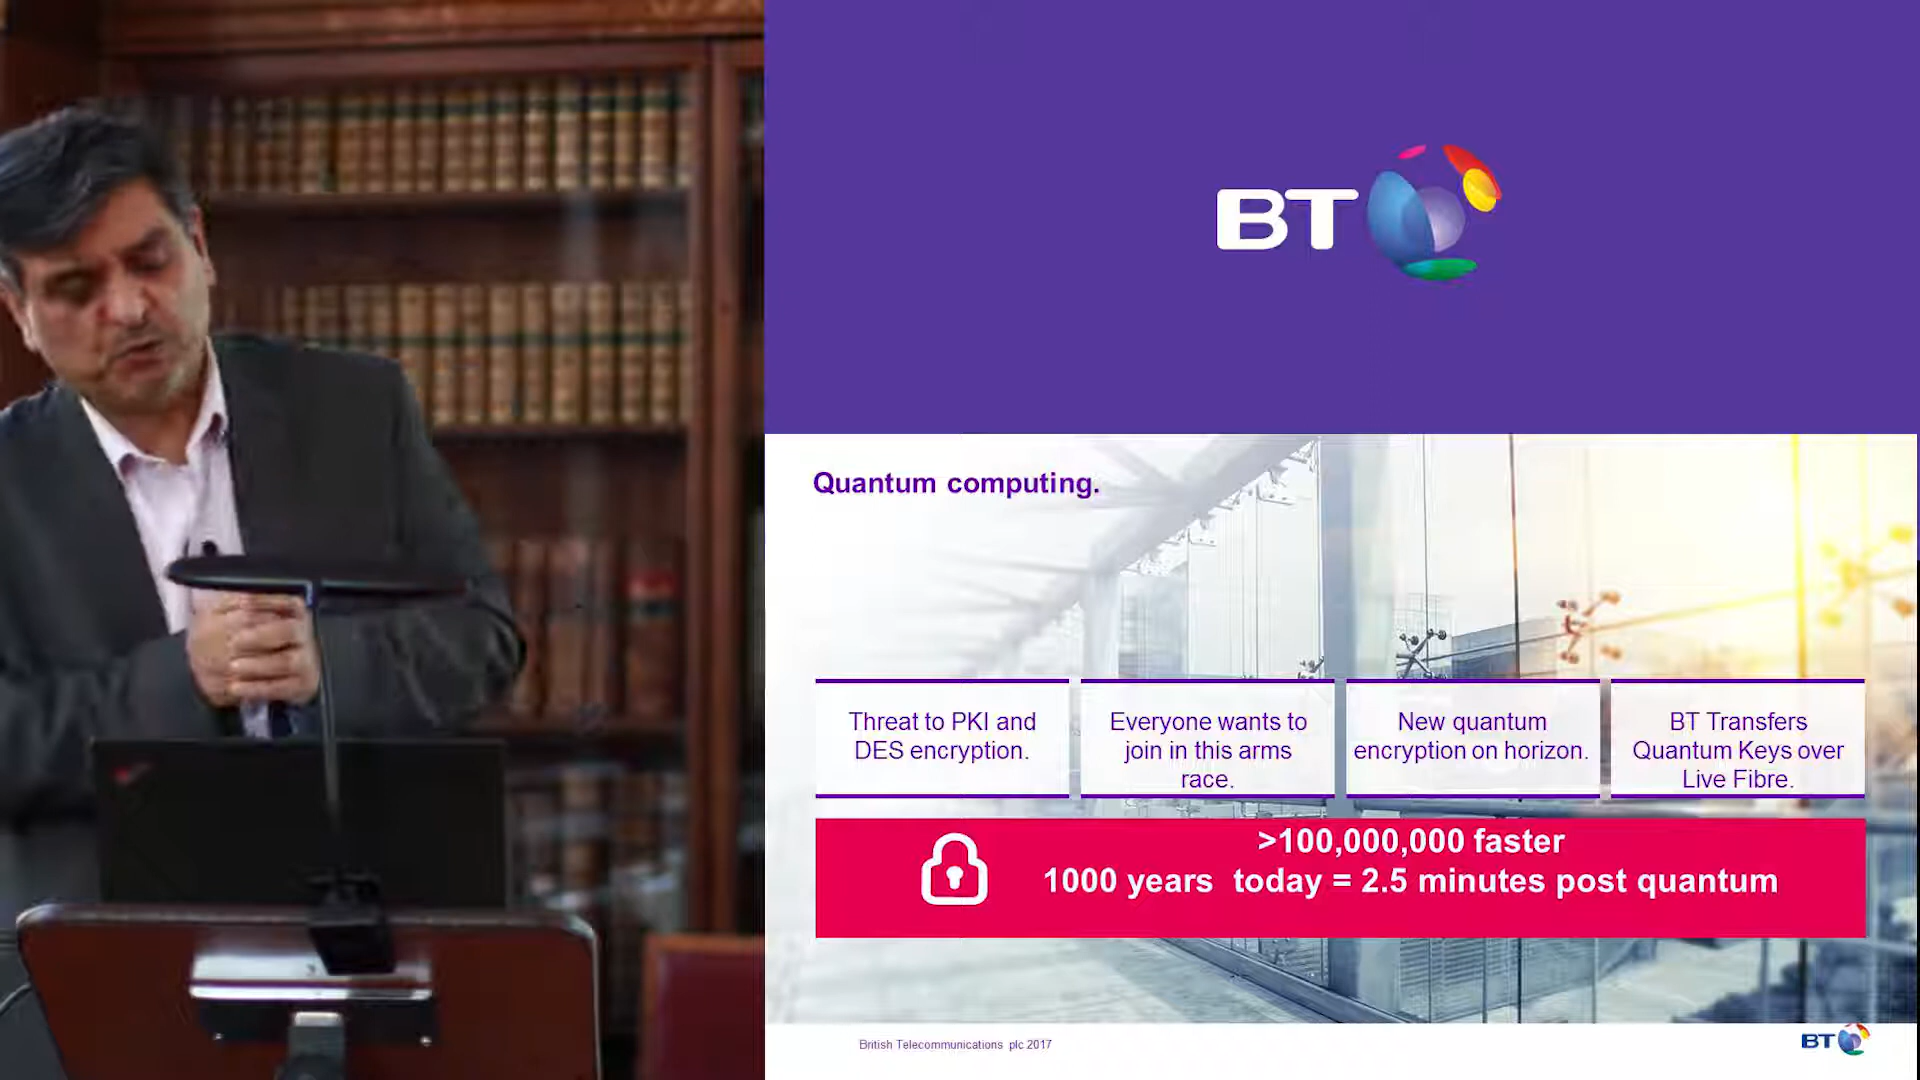 BT
Quantum computing.
Threat to PKI and
DES encryption.
Everyone wants to
join in this arms
race.
New quantum
encryption on horizon.
BT Transfers
Quantum Keys over
Live Fibre.
>100,000,000 faster
1000 years  today = 2.5 minutes post quantum
British Telecommunications plc 2017
BT